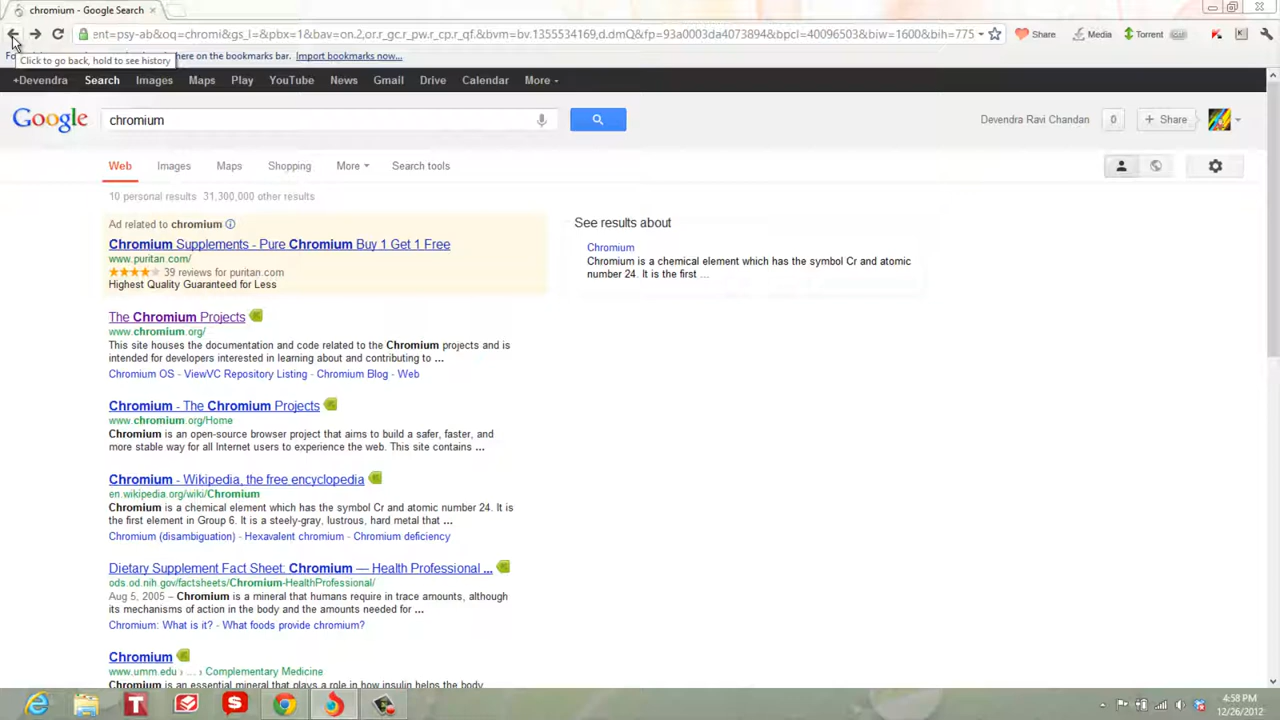 chromium - Google Search
ent=psy-ab&oq=chromi&gs_l=&pbx=1&bav=on.2,or.r_gc.r_pw.r_cp.r_qf.&bvm=bv.1355534169,d.dmQ&fp=93a0003da4073894&bpcl=40096503&biw=1600&bih=775
Share
Media
Torrent
Click to go back, hold to see history
here on the bookmarks bar. Import bookmarks now...
+Devendra Search Images Maps Play YouTube News Gmail Drive Calendar More
Google
chromium
Devendra Ravi Chandan 0 + Share
Web Images Maps Shopping More Search tools
10 personal results 31,300,000 other results
Ad related to chromium
Chromium Supplements - Pure Chromium Buy 1 Get 1 Free
www.puritan.com/
39 reviews for puritan.com
Highest Quality Guaranteed for Less
See results about
Chromium
Chromium is a chemical element which has the symbol Cr and atomic
number 24. It is the first ...
The Chromium Projects
www.chromium.org/
This site houses the documentation and code related to the Chromium projects and is
intended for developers interested in learning about and contributing to ...
Chromium OS - ViewVC Repository Listing - Chromium Blog - Web
Chromium - The Chromium Projects
www.chromium.org/Home
Chromium is an open-source browser project that aims to build a safer, faster, and
more stable way for all Internet users to experience the web. This site contains ...
Chromium - Wikipedia, the free encyclopedia
en.wikipedia.org/wiki/Chromium
Chromium is a chemical element which has the symbol Cr and atomic number 24. It is
the first element in Group 6. It is a steely-gray, lustrous, hard metal that ...
Chromium (disambiguation) - Hexavalent chromium - Chromium deficiency
Dietary Supplement Fact Sheet: Chromium — Health Professional ...
ods.od.nih.gov/factsheets/Chromium-HealthProfessional/
Aug 5, 2005 – Chromium is a mineral that humans require in trace amounts, although
its mechanisms of action in the body and the amounts needed for ...
Chromium: What is it? - What foods provide chromium?
Chromium
www.umm.edu › ... › Complementary Medicine
Chromium is an essential mineral that plays a role in how insulin helps the body
4:58 PM
12/26/2012